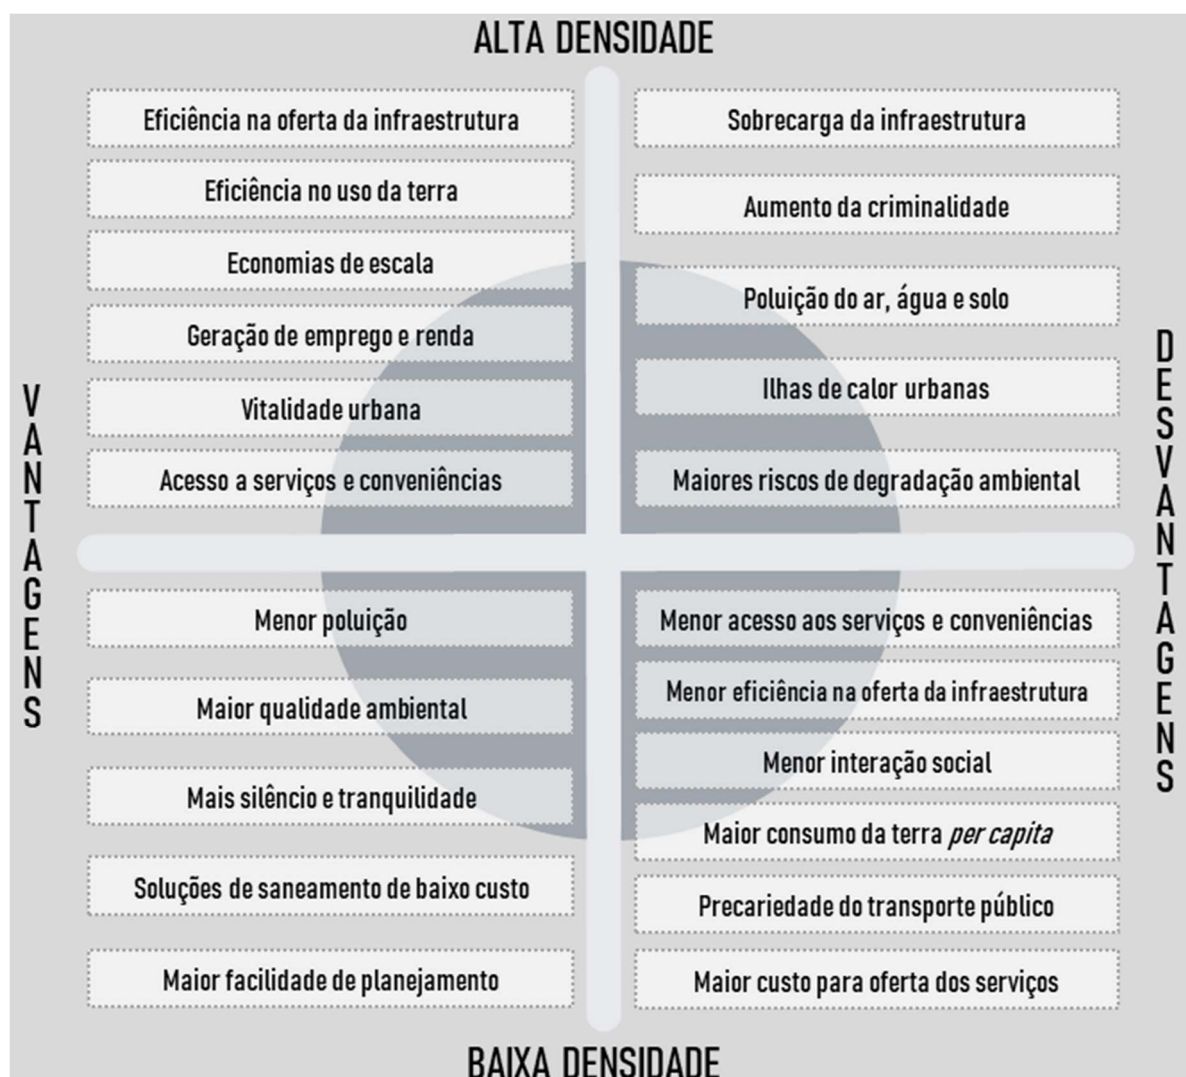 ALTA DENSIDADE
VANTAGENS
Eficiência na oferta da infraestrutura
Eficiência no uso da terra
Economias de escala
Geração de emprego e renda
Vitalidade urbana
Acesso a serviços e conveniências
Sobrecarga da infraestrutura
Aumento da criminalidade
Poluição do ar, água e solo
Ilhas de calor urbanas
Maiores riscos de degradação ambiental
DESVANTAGENS
Menor poluição
Maior qualidade ambiental
Mais silêncio e tranquilidade
Soluções de saneamento de baixo custo
Maior facilidade de planejamento
Menor acesso aos serviços e conveniências
Menor eficiência na oferta da infraestrutura
Menor interação social
Maior consumo da terra per capita
Precariedade do transporte público
Maior custo para oferta dos serviços
BAIXA DENSIDADE